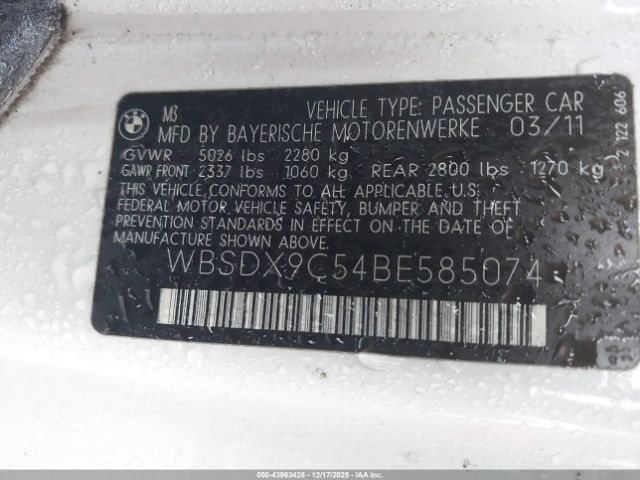 BMW
M3 VEHICLE TYPE: PASSENGER CAR
MFD BY BAYERISCHE MOTORENWERKE 03/11
GVWR 5026 lbs 2280 kg
GAWR FRONT 2337 lbs 1060 kg REAR 2800 lbs 1270 kg
THIS VEHICLE CONFORMS TO ALL APPLICABLE U.S.
FEDERAL MOTOR VEHICLE SAFETY, BUMPER AND THEFT
PREVENTION STANDARDS IN EFFECT ON THE DATE OF
MANUFACTURE SHOWN ABOVE.
WBSDX9C54BE585074
2 122 606
00-43963428 - 12/17/2025 - IAA Inc.